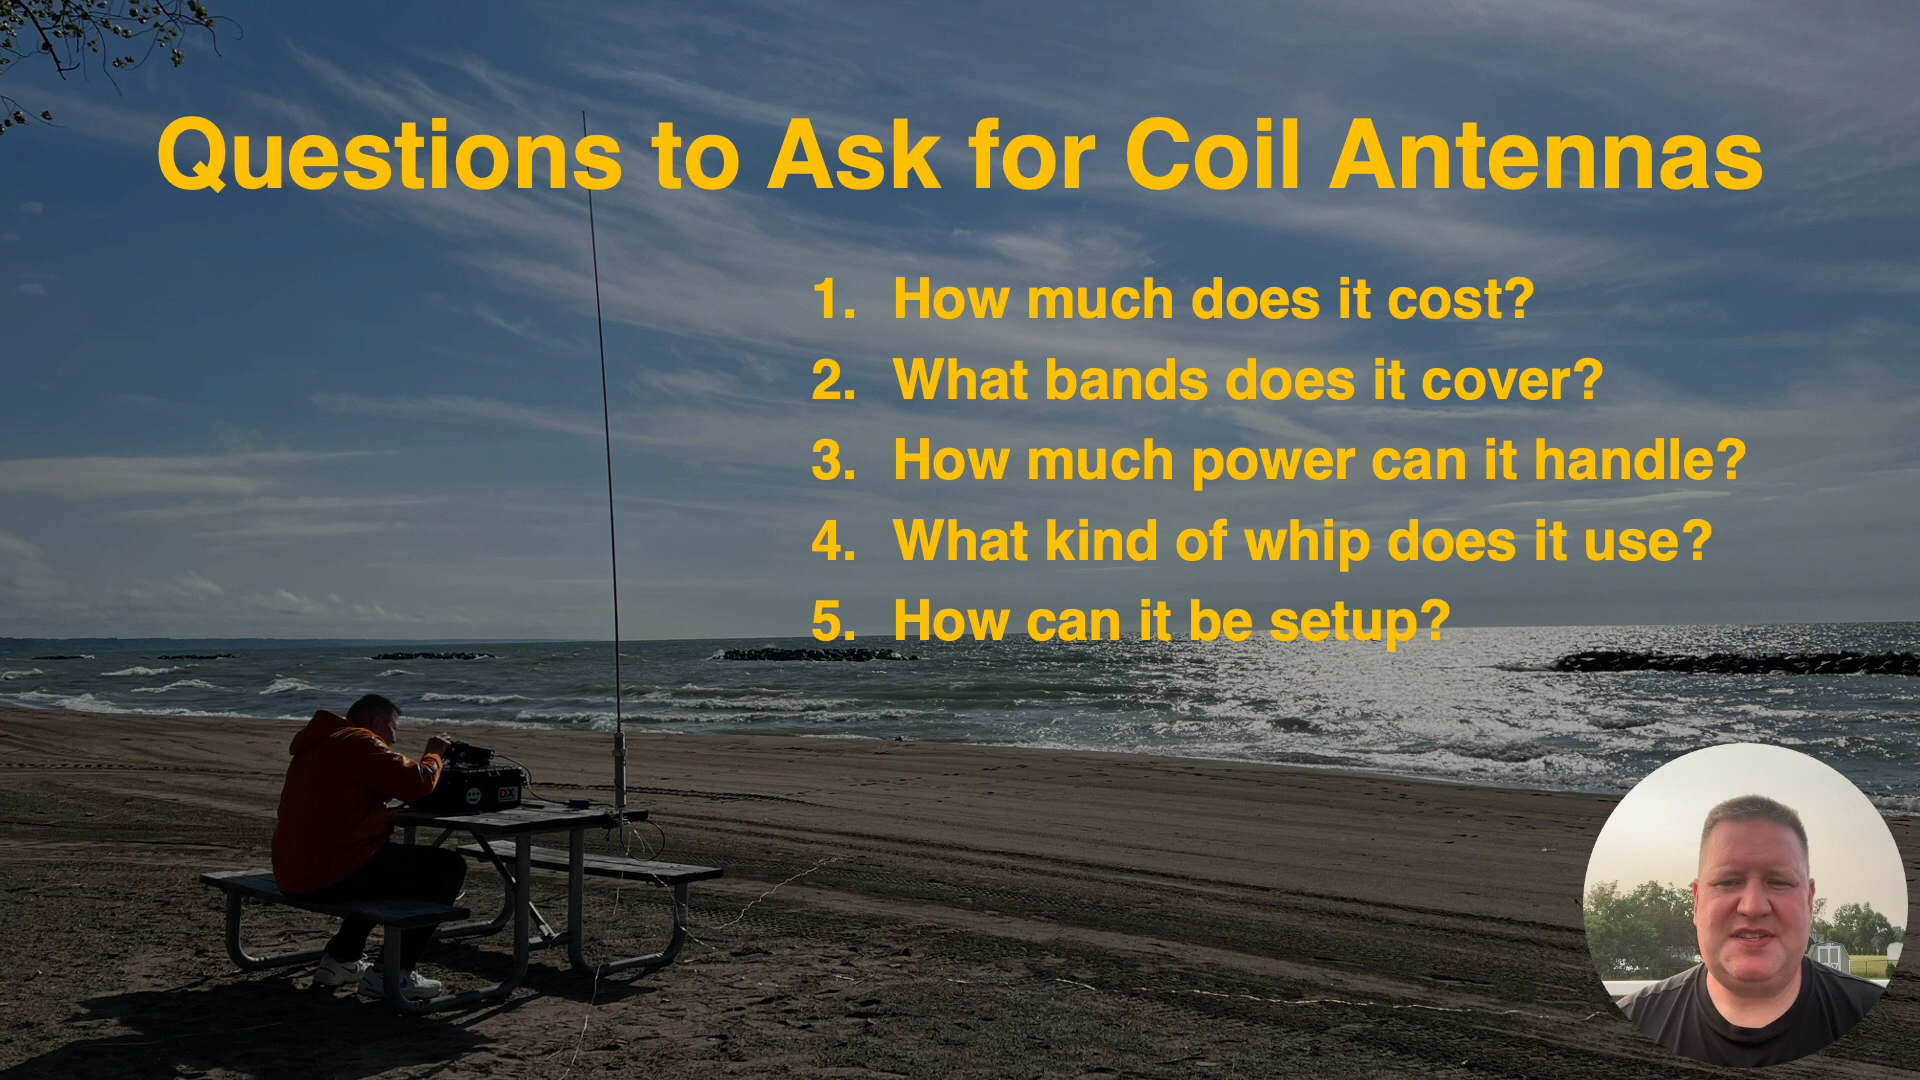 Questions to Ask for Coil Antennas
1. How much does it cost?
2. What bands does it cover?
3. How much power can it handle?
4. What kind of whip does it use?
5. How can it be setup?
DX